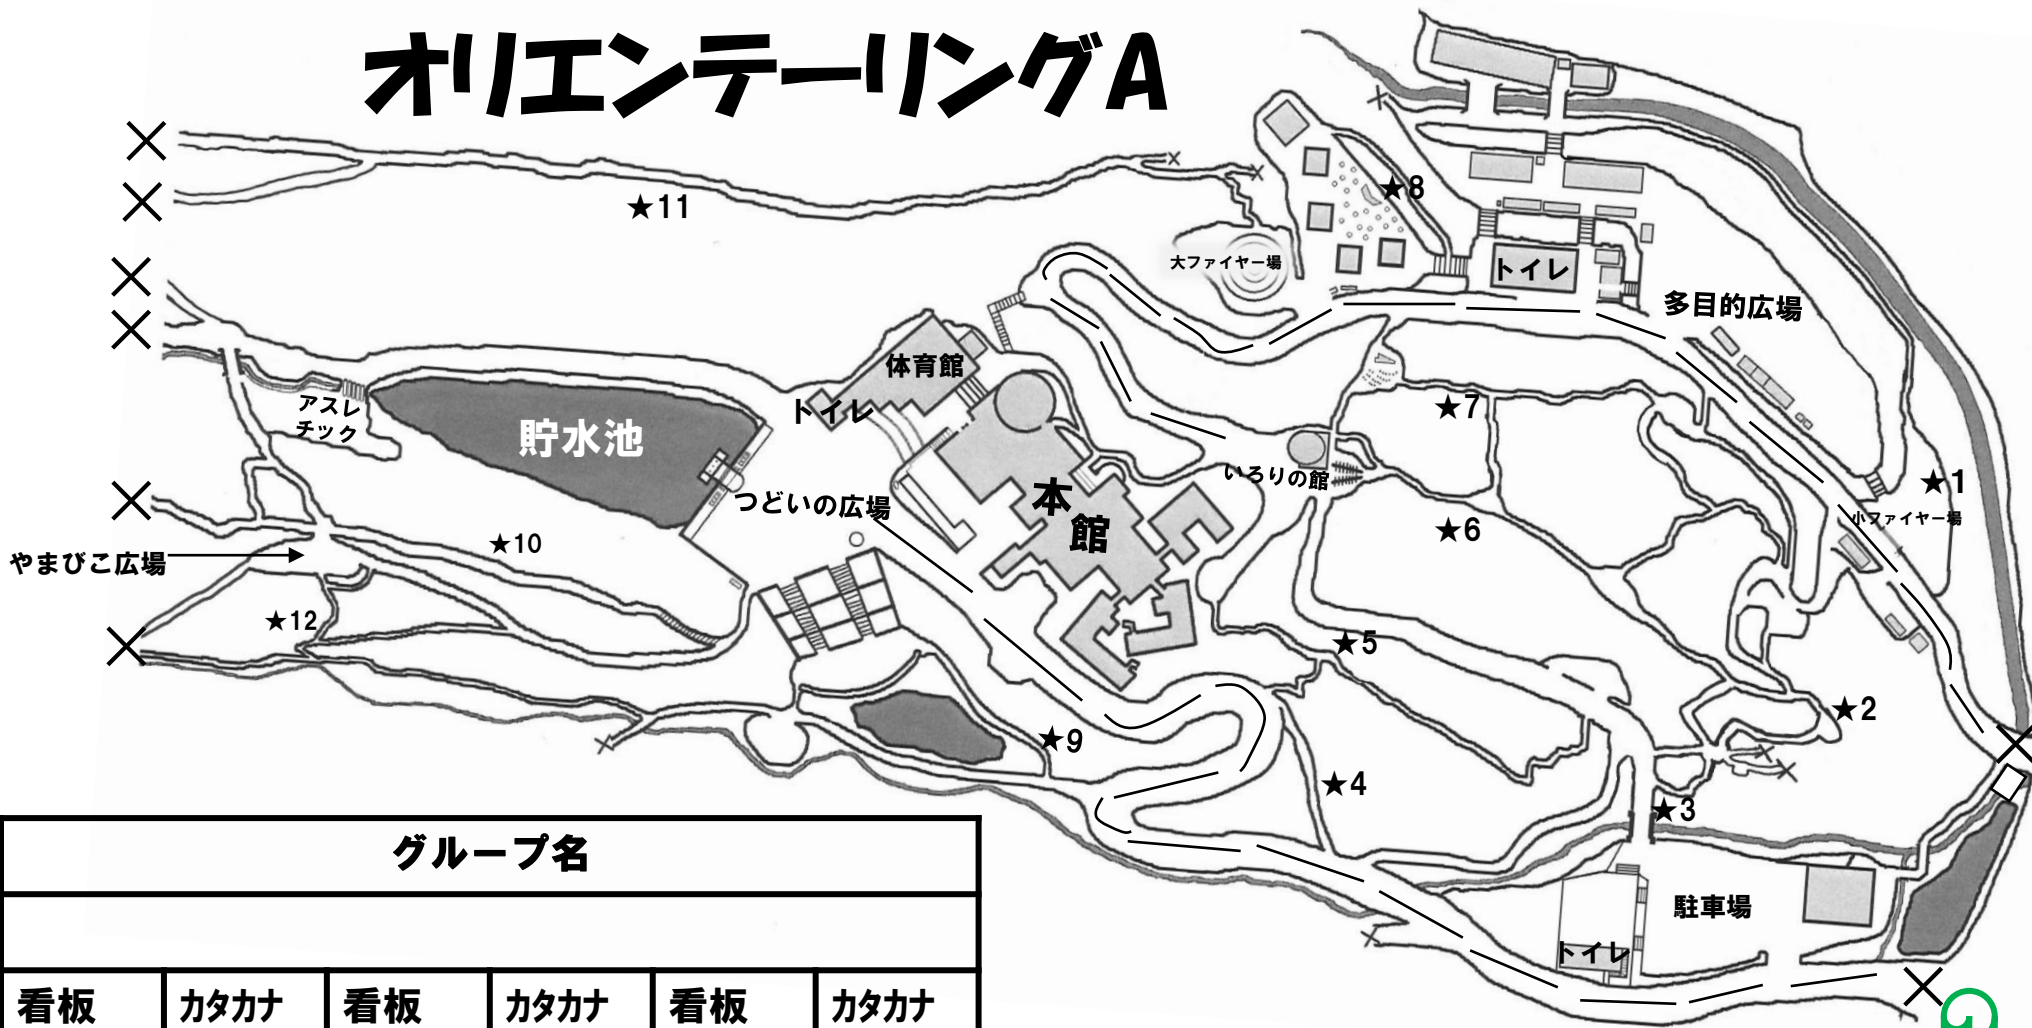 オリエンテーリングA
★11
★8
大ファイヤー場
トイレ
多目的広場
体育館
トイレ
アスレ
チック
貯水池
★7
いろりの館
★1
小ファイヤー場
つどいの広場
本
館
★6
★10
やまびこ広場
★12
★5
★2
★9
★4
★3
駐車場
トイレ
グループ名
看板 カタカナ 看板 カタカナ 看板 カタカナ